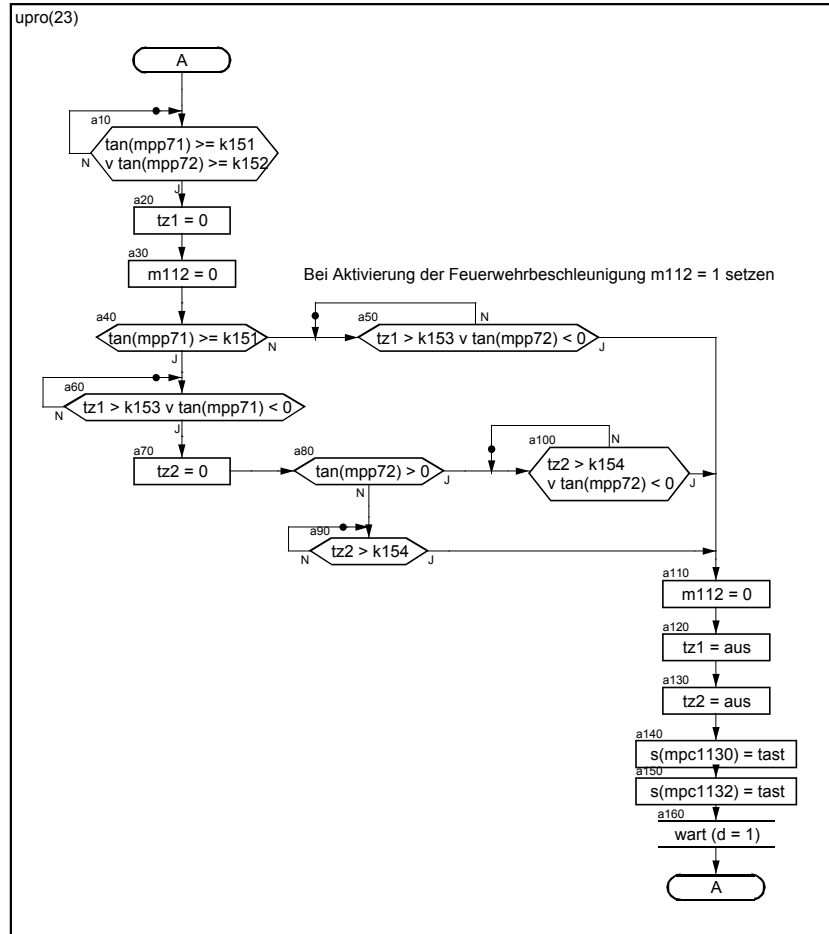 upro(23)
A
a10
tan(mpp71) >= k151
v tan(mpp72) >= k152
N
J
a20
tz1 = 0
a30
m112 = 0
Bei Aktivierung der Feuerwehrbeschleunigung m112 = 1 setzen
a40
tan(mpp71) >= k151
N
J
a50
N
tz1 > k153 v tan(mpp72) < 0
J
a60
tz1 > k153 v tan(mpp71) < 0
N
J
a70
tz2 = 0
a80
tan(mpp72) > 0
J
N
a100
N
tz2 > k154
v tan(mpp72) < 0
J
a90
tz2 > k154
N
J
a110
m112 = 0
a120
tz1 = aus
a130
tz2 = aus
a140
s(mpc1130) = tast
a150
s(mpc1132) = tast
a160
wart (d = 1)
A